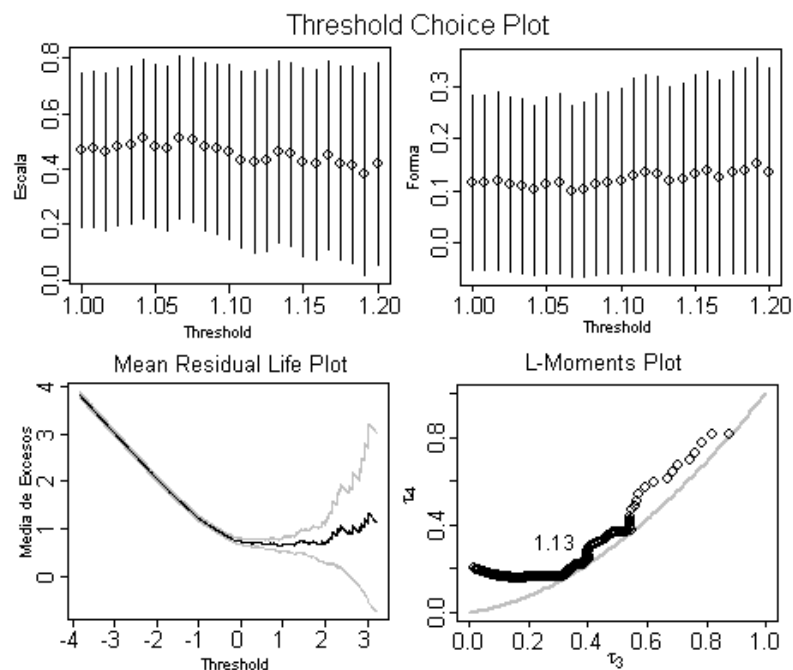 Threshold Choice Plot
Escala
0.0 0.2 0.4 0.6 0.8
1.00 1.05 1.10 1.15 1.20
Threshold
Forma
0.0 0.1 0.2 0.3
1.00 1.05 1.10 1.15 1.20
Threshold
Mean Residual Life Plot
Media de Excesos
0 1 2 3 4
-4 -3 -2 -1 0 1 2 3
Threshold
L-Moments Plot
τ4
0.0 0.4 0.8
1.13
0.0 0.2 0.4 0.6 0.8 1.0
τ3